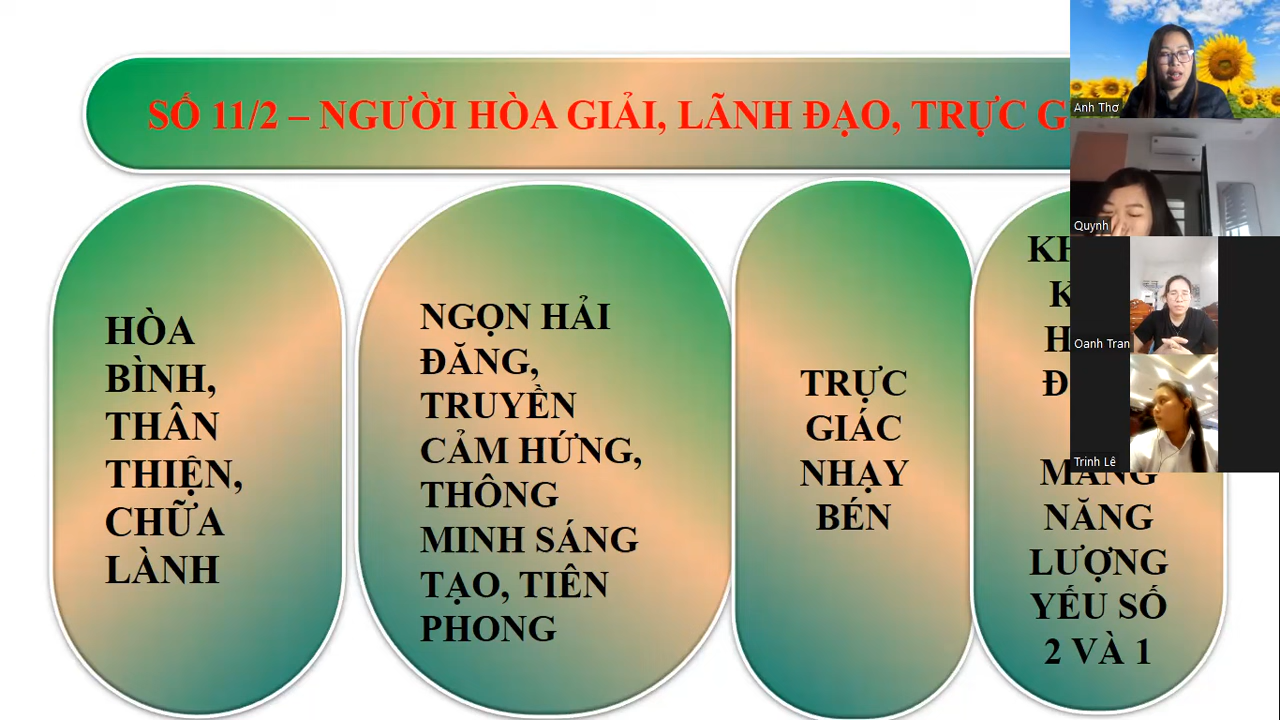 SỐ 11/2 – NGƯỜI HÒA GIẢI, LÃNH ĐẠO, TRỰC
HÒA
BÌNH,
THÂN
THIỆN,
CHỮA
LÀNH
NGỌN HẢI
ĐĂNG,
TRUYỀN
CẢM HỨNG,
THÔNG
MINH SÁNG
TẠO, TIÊN
PHONG
TRỰC
GIÁC
NHẠY
BÉN
MANG
NĂNG
LƯỢNG
YẾU SỐ
2 VÀ 1
Anh Thơ
Quynh
Oanh Tran
Trinh Lê